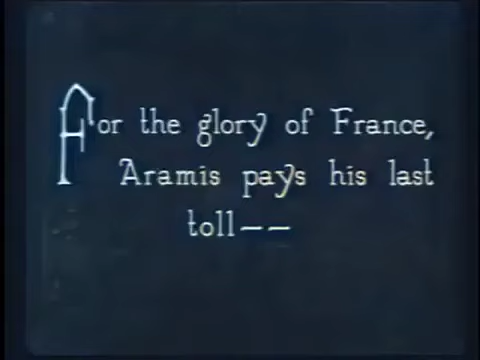 For the glory of France,
Aramis pays his last
toll——